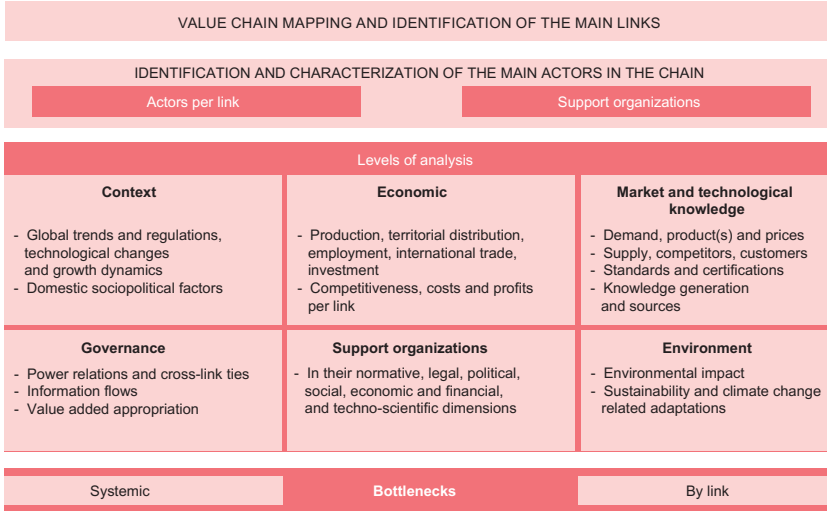 VALUE CHAIN MAPPING AND IDENTIFICATION OF THE MAIN LINKS
IDENTIFICATION AND CHARACTERIZATION OF THE MAIN ACTORS IN THE CHAIN
Actors per link
Support organizations
Levels of analysis
Context
- Global trends and regulations,
technological changes
and growth dynamics
- Domestic sociopolitical factors
Economic
- Production, territorial distribution,
employment, international trade,
investment
- Competitiveness, costs and profits
per link
Market and technological
knowledge
- Demand, product(s) and prices
- Supply, competitors, customers
- Standards and certifications
- Knowledge generation
and sources
Governance
- Power relations and cross-link ties
- Information flows
- Value added appropriation
Support organizations
- In their normative, legal, political,
social, economic and financial,
and techno-scientific dimensions
Environment
- Environmental impact
- Sustainability and climate change
related adaptations
Systemic
Bottlenecks
By link